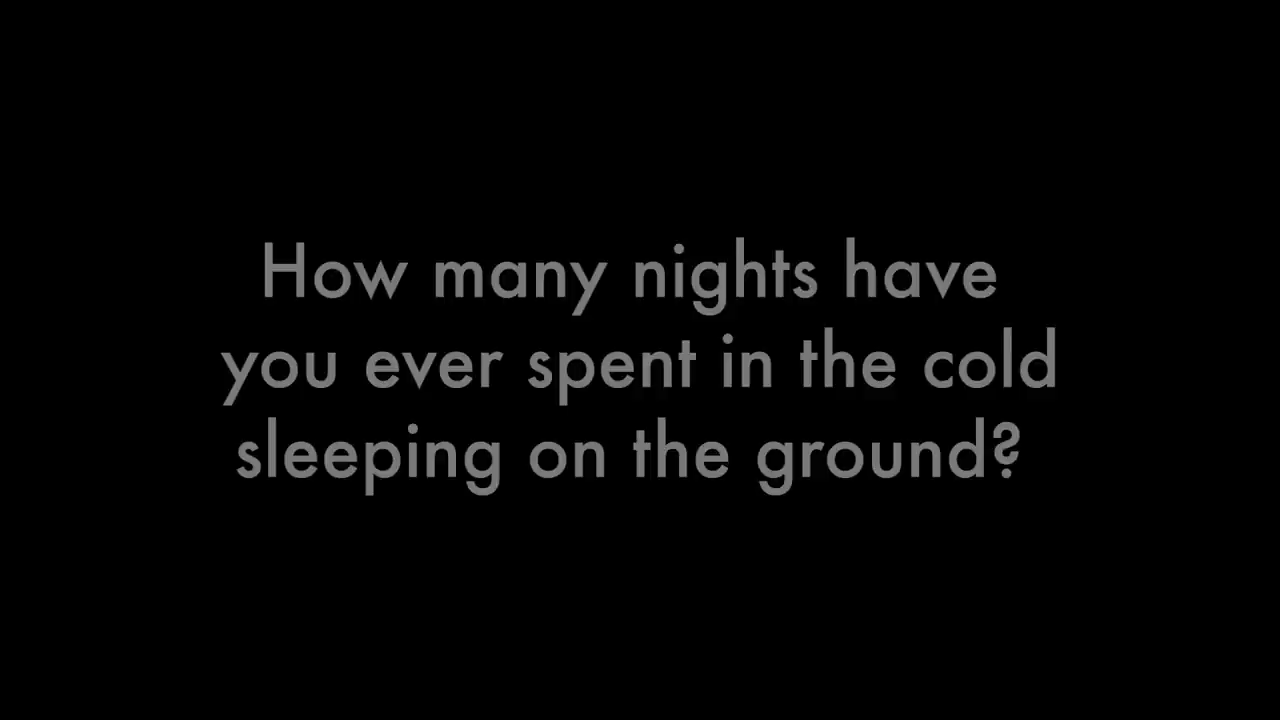 How many nights have
you ever spent in the cold
sleeping on the ground?